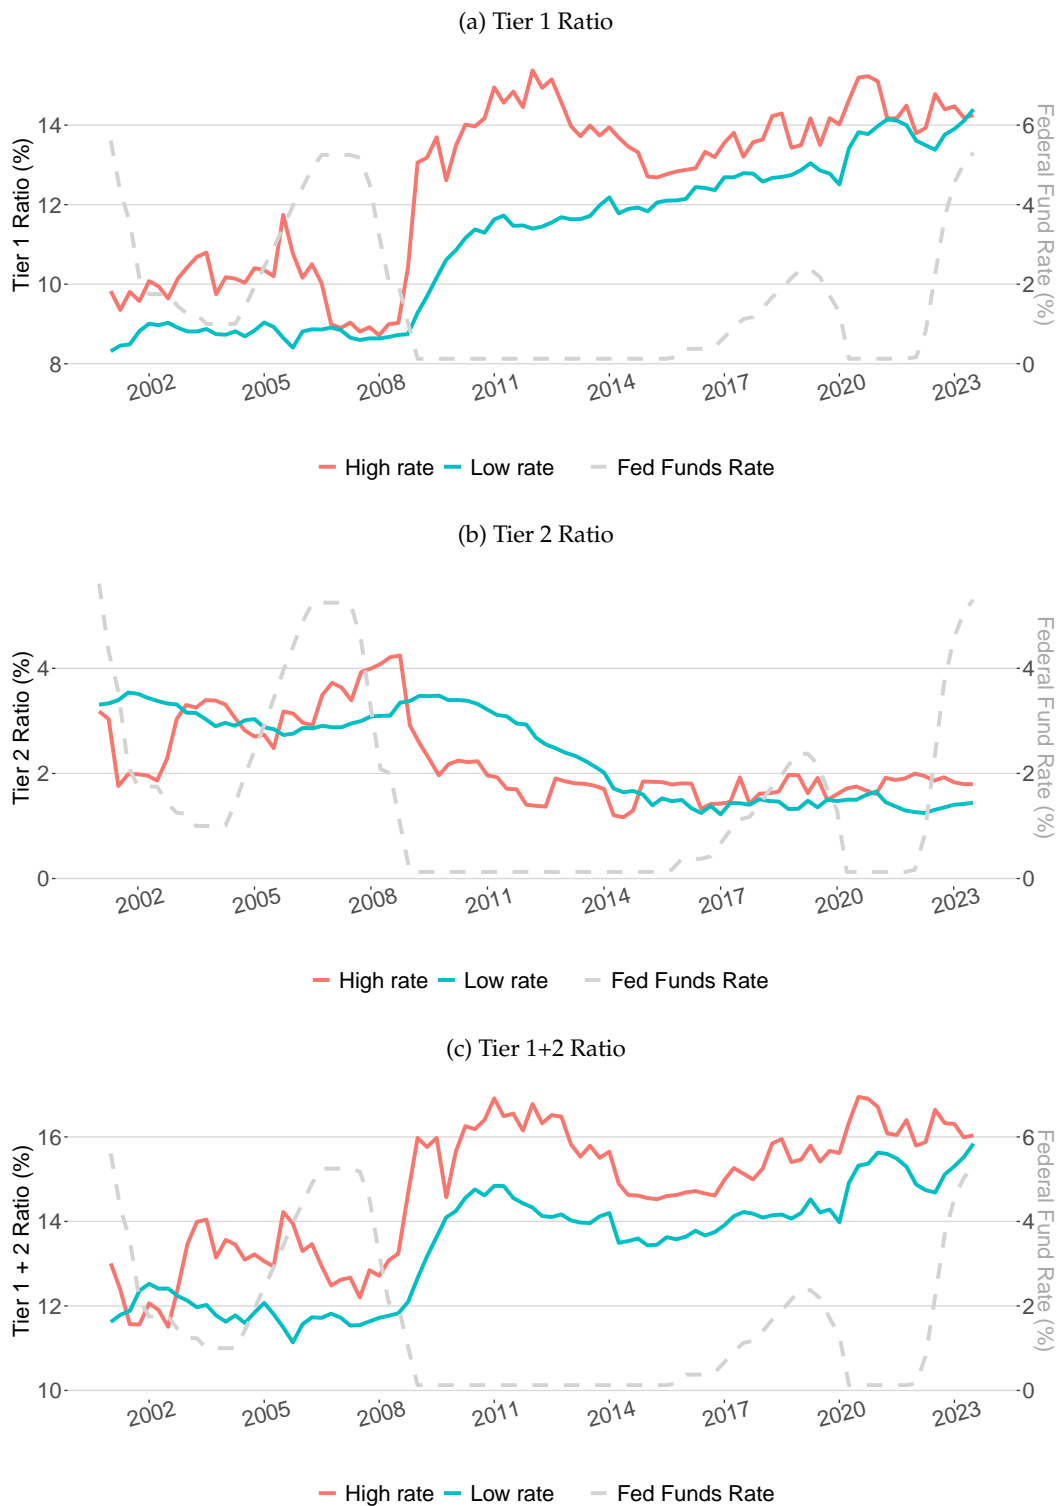 (a) Tier 1 Ratio
Tier 1 Ratio (%)
14
12
10
8
6
4
2
0
Federal Fund Rate (%)
2002 2005 2008 2011 2014 2017 2020 2023
High rate Low rate Fed Funds Rate
(b) Tier 2 Ratio
Tier 2 Ratio (%)
4
2
0
4
2
0
Federal Fund Rate (%)
2002 2005 2008 2011 2014 2017 2020 2023
High rate Low rate Fed Funds Rate
(c) Tier 1+2 Ratio
Tier 1 + 2 Ratio (%)
16
14
12
10
6
4
2
0
Federal Fund Rate (%)
2002 2005 2008 2011 2014 2017 2020 2023
High rate Low rate Fed Funds Rate